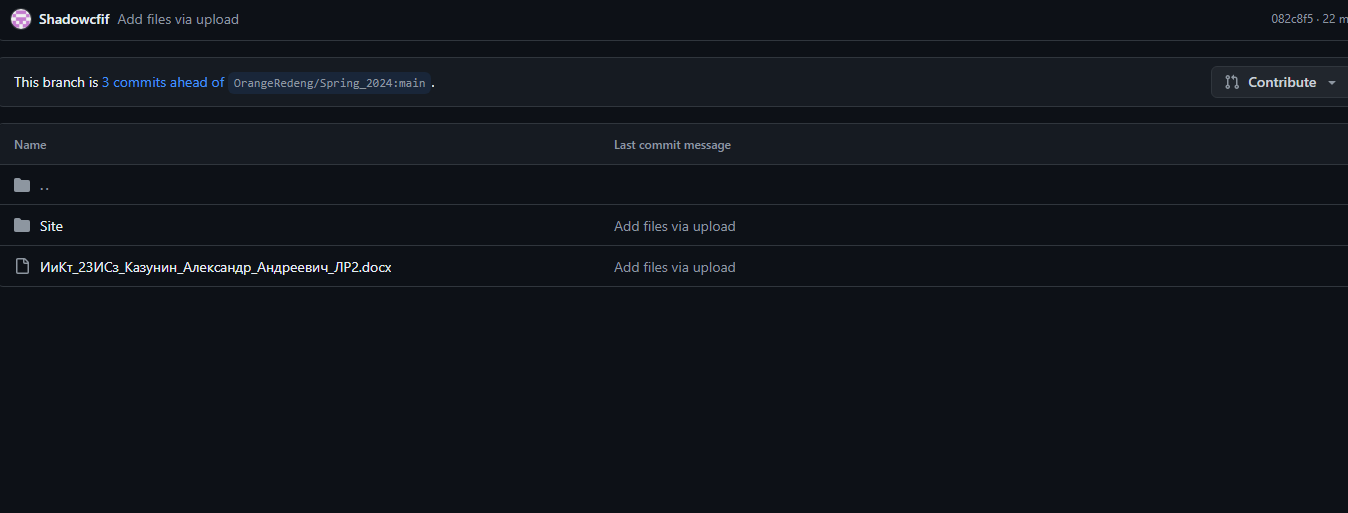 Shadowcfif Add files via upload 082c8f5 · 22 m
This branch is 3 commits ahead of OrangeRedeng/Spring_2024:main.
Contribute
Name Last commit message
..
Site Add files via upload
ИиКт_23ИСз_Казунин_Александр_Андреевич_ЛР2.docx Add files via upload